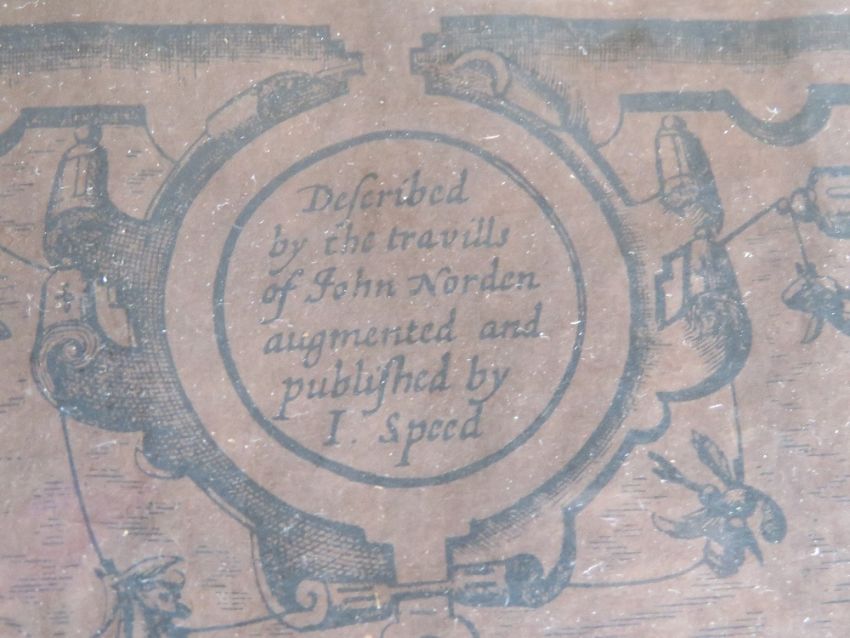 Deſcribed
by the travills
of John Norden
augmented and
publiſhed by
I. Speed